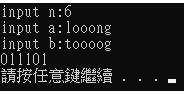 input n:6
input a:looong
input b:toooog
011101
請按任意鍵繼續 . . .